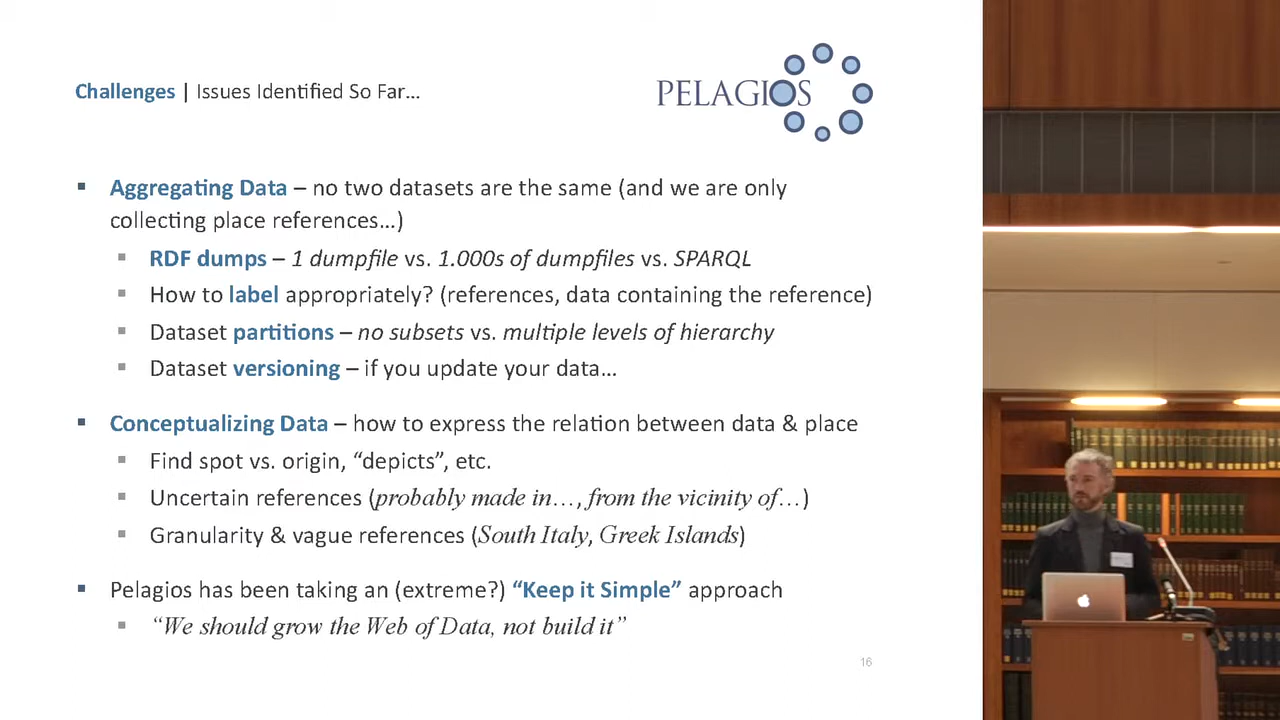 Challenges | Issues Identified So Far…
PELAGIOS
▪ Aggregating Data – no two datasets are the same (and we are only
collecting place references…)
▪ RDF dumps – 1 dumpfile vs. 1.000s of dumpfiles vs. SPARQL
▪ How to label appropriately? (references, data containing the reference)
▪ Dataset partitions – no subsets vs. multiple levels of hierarchy
▪ Dataset versioning – if you update your data…
▪ Conceptualizing Data – how to express the relation between data & place
▪ Find spot vs. origin, “depicts”, etc.
▪ Uncertain references (probably made in…, from the vicinity of…)
▪ Granularity & vague references (South Italy, Greek Islands)
▪ Pelagios has been taking an (extreme?) “Keep it Simple” approach
▪ “We should grow the Web of Data, not build it”
16